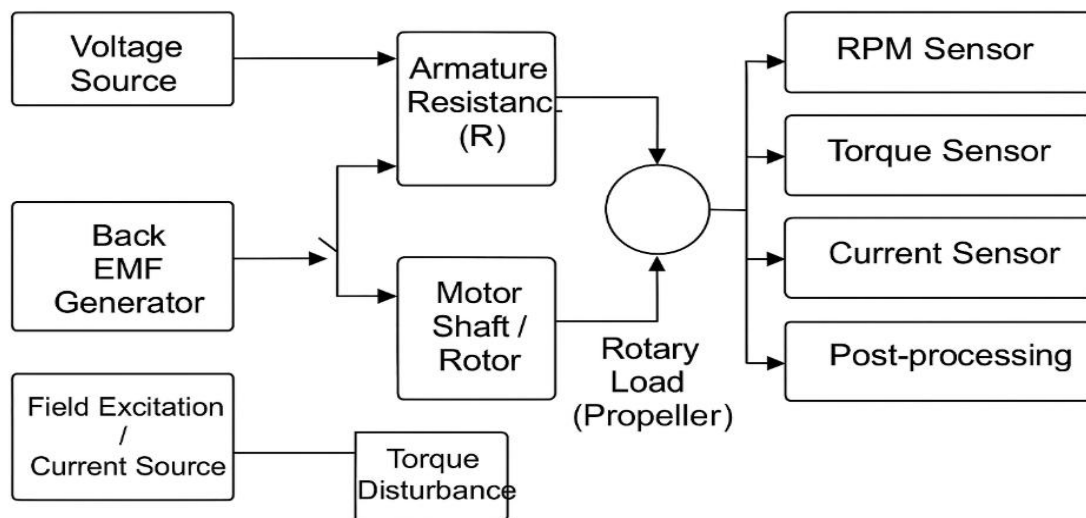 Voltage
Source
Armature
Resistanc
(R)
Back
EMF
Generator
Motor
Shaft /
Rotor
Field Excitation
/
Current Source
Torque
Disturbance
Rotary
Load
(Propeller)
RPM Sensor
Torque Sensor
Current Sensor
Post-processing